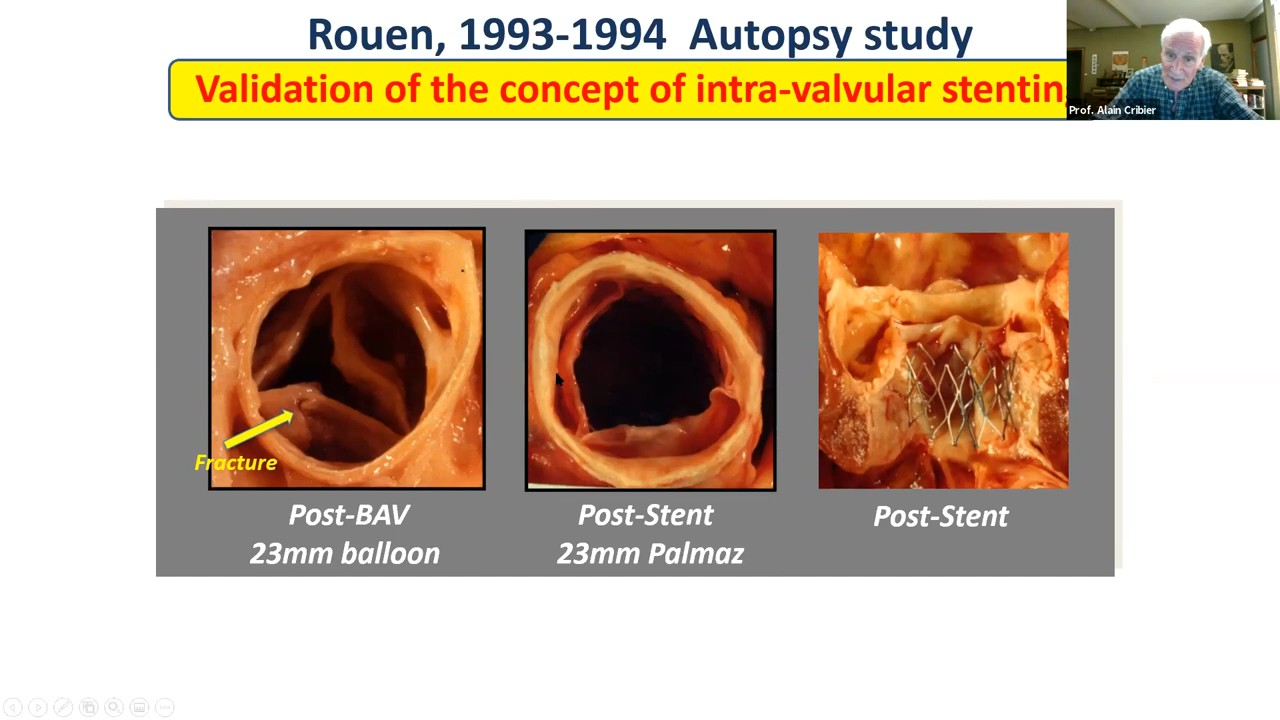 Rouen, 1993-1994 Autopsy study
Validation of the concept of intra-valvular stentin
Prof. Alain Cribier
Fracture
Post-BAV
23mm balloon
Post-Stent
23mm Palmaz
Post-Stent